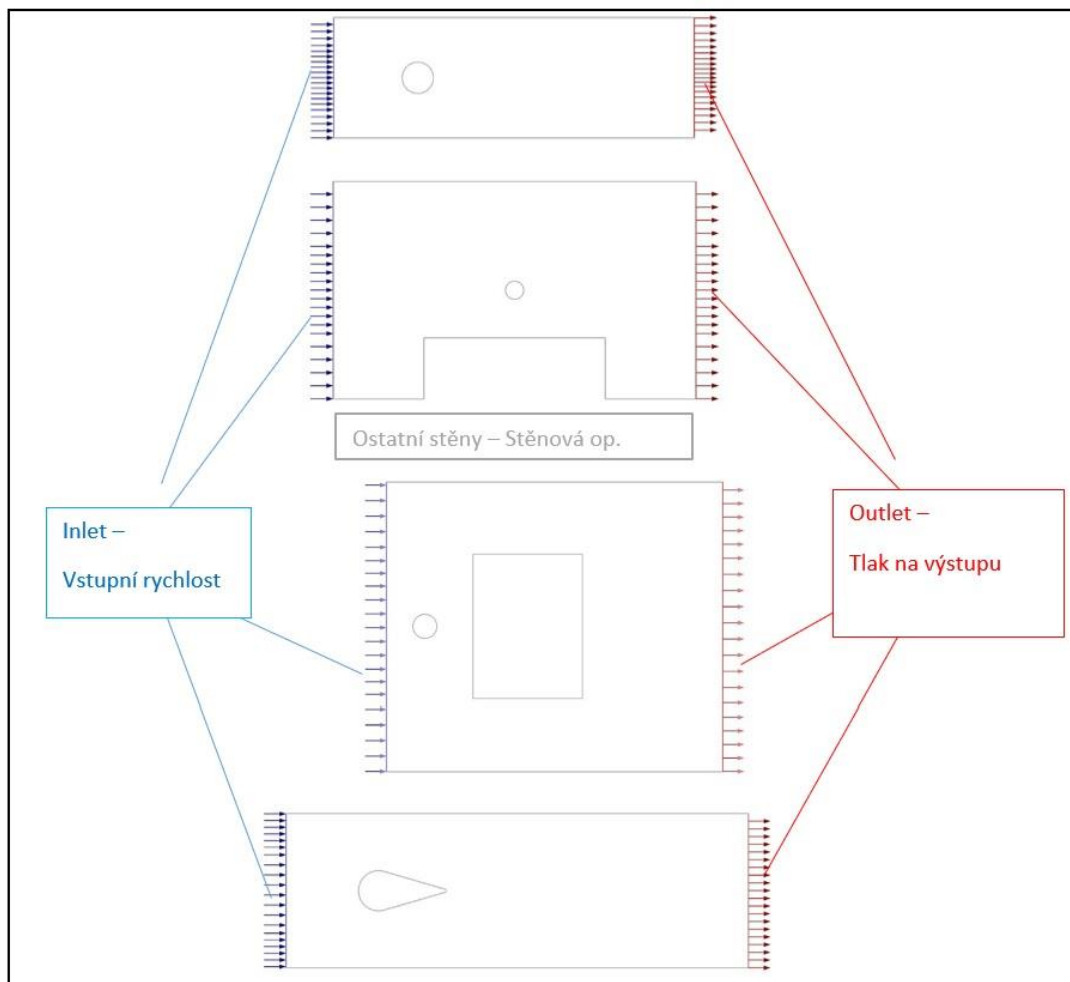 Ostatní stěny – Stěnová op.
Inlet –
Vstupní rychlost
Outlet –
Tlak na výstupu